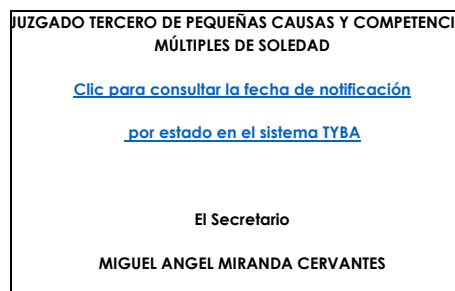 JUZGADO TERCERO DE PEQUEÑAS CAUSAS Y COMPETENCI
MÚLTIPLES DE SOLEDAD
Clic para consultar la fecha de notificación
por estado en el sistema TYBA
El Secretario
MIGUEL ANGEL MIRANDA CERVANTES